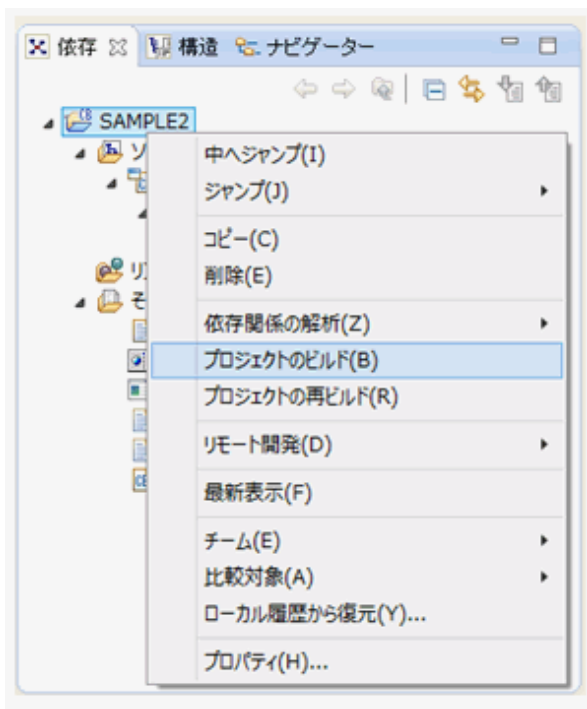 依存 構造 ナビゲーター
SAMPLE2
中へジャンプ(I)
ジャンプ(J)
コピー(C)
削除(E)
依存関係の解析(Z)
プロジェクトのビルド(B)
プロジェクトの再ビルド(R)
リモート開発(D)
最新表示(F)
チーム(E)
比較対象(A)
ローカル履歴から復元(Y)...
プロパティ(H)...